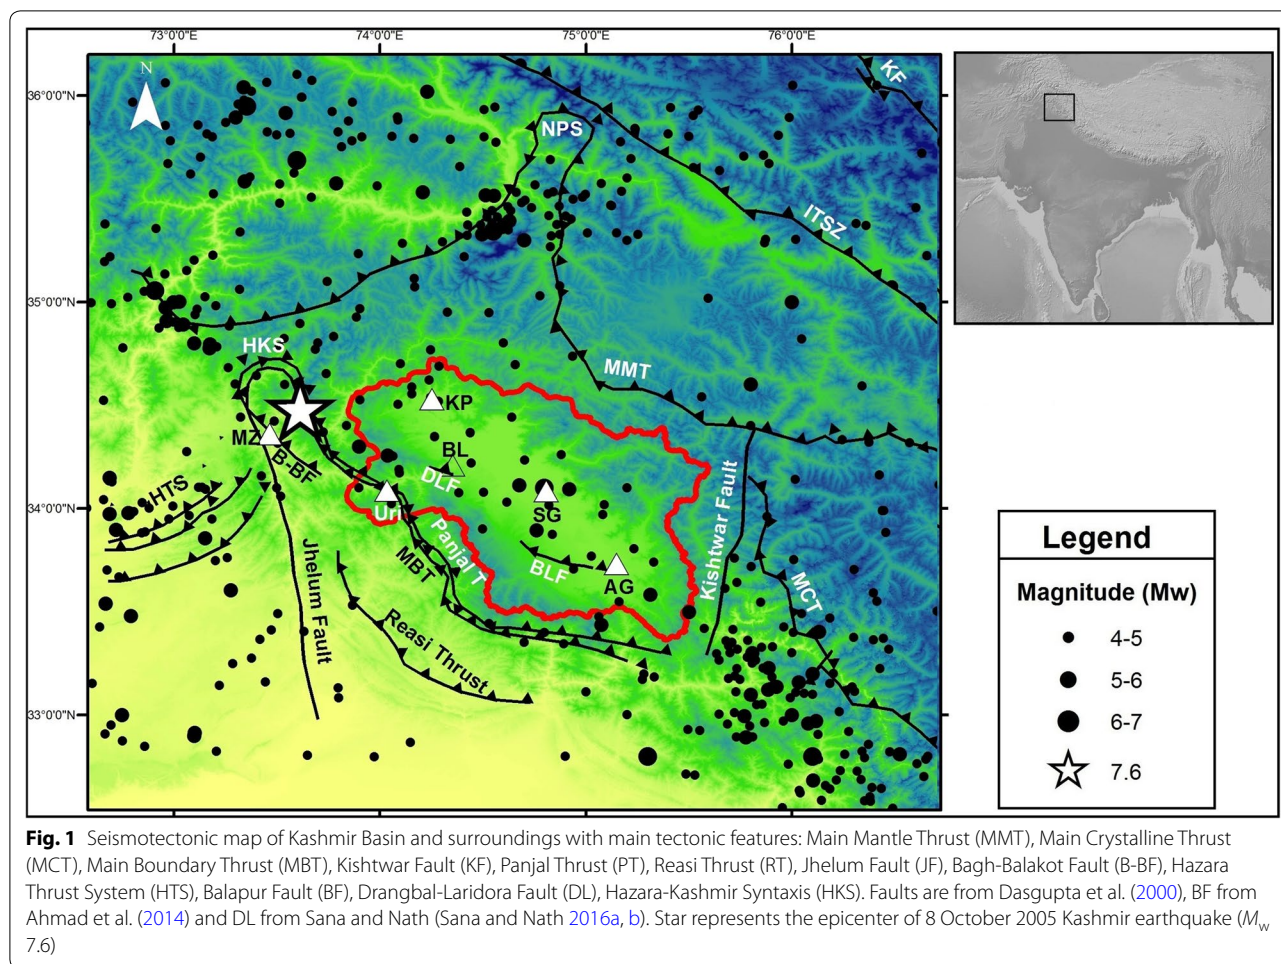 73°0'0"E 74°0'0"E 75°0'0"E 76°0'0"E
N
KF
36°0'0"N
NPS
ITSZ
35°0'0"N
HKS
MMT
KP
MZ
BL
B-BF
DLF
HTS
Uri
SG
Kishtwar Fault
34°0'0"N
Panjal T
MBT
BLF
AG
MCT
Jhelum Fault
Reasi Thrust
33°0'0"N
Legend
Magnitude (Mw)
4-5
5-6
6-7
7.6
Fig. 1 Seismotectonic map of Kashmir Basin and surroundings with main tectonic features: Main Mantle Thrust (MMT), Main Crystalline Thrust
(MCT), Main Boundary Thrust (MBT), Kishtwar Fault (KF), Panjal Thrust (PT), Reasi Thrust (RT), Jhelum Fault (JF), Bagh-Balakot Fault (B-BF), Hazara
Thrust System (HTS), Balapur Fault (BF), Drangbal-Laridora Fault (DL), Hazara-Kashmir Syntaxis (HKS). Faults are from Dasgupta et al. (2000), BF from
Ahmad et al. (2014) and DL from Sana and Nath (Sana and Nath 2016a, b). Star represents the epicenter of 8 October 2005 Kashmir earthquake (Mw
7.6)